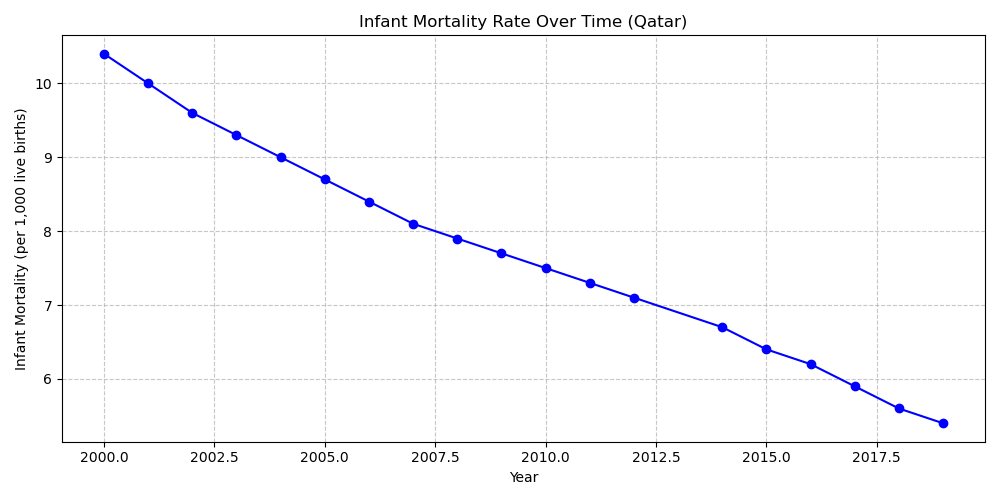 Infant Mortality Rate Over Time (Qatar)
Infant Mortality (per 1,000 live births)
10
9
8
7
6
2000.0 2002.5 2005.0 2007.5 2010.0 2012.5 2015.0 2017.5
Year